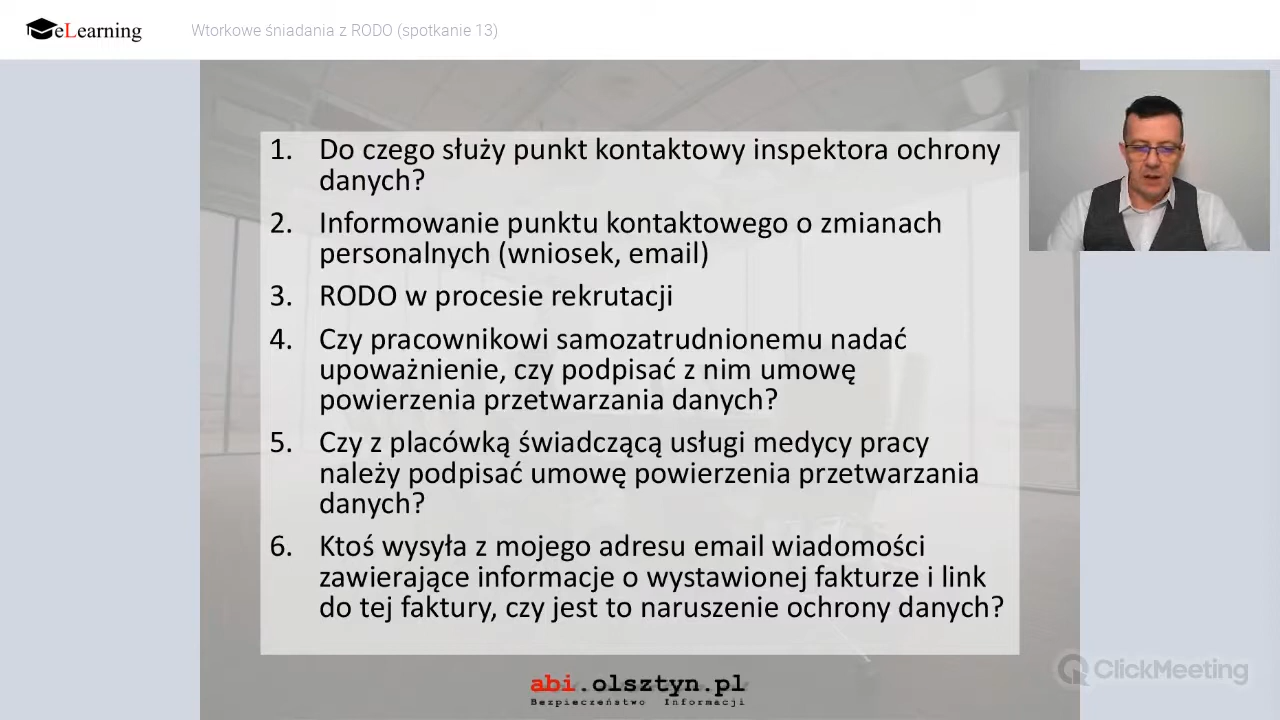 eLearning
Wtorkowe śniadania z RODO (spotkanie 13)
1. Do czego służy punkt kontaktowy inspektora ochrony
danych?
2. Informowanie punktu kontaktowego o zmianach
personalnych (wniosek, email)
3. RODO w procesie rekrutacji
4. Czy pracownikowi samozatrudnionemu nadać
upoważnienie, czy podpisać z nim umowę
powierzenia przetwarzania danych?
5. Czy z placówką świadczącą usługi medycy pracy
należy podpisać umowę powierzenia przetwarzania
danych?
6. Ktoś wysyła z mojego adresu email wiadomości
zawierające informacje o wystawionej fakturze i link
do tej faktury, czy jest to naruszenie ochrony danych?
ClickMeeting
abi.olsztyn.pl
Bezpieczeństwo Informacji